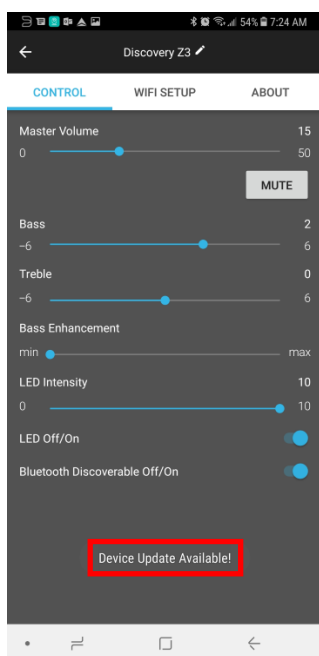 54% 7:24 AM
Discovery Z3
CONTROL WIFI SETUP ABOUT
Master Volume 15
0 50
MUTE
Bass 2
–6 6
Treble 0
–6 6
Bass Enhancement
min max
LED Intensity 10
0 10
LED Off/On
Bluetooth Discoverable Off/On
Device Update Available!